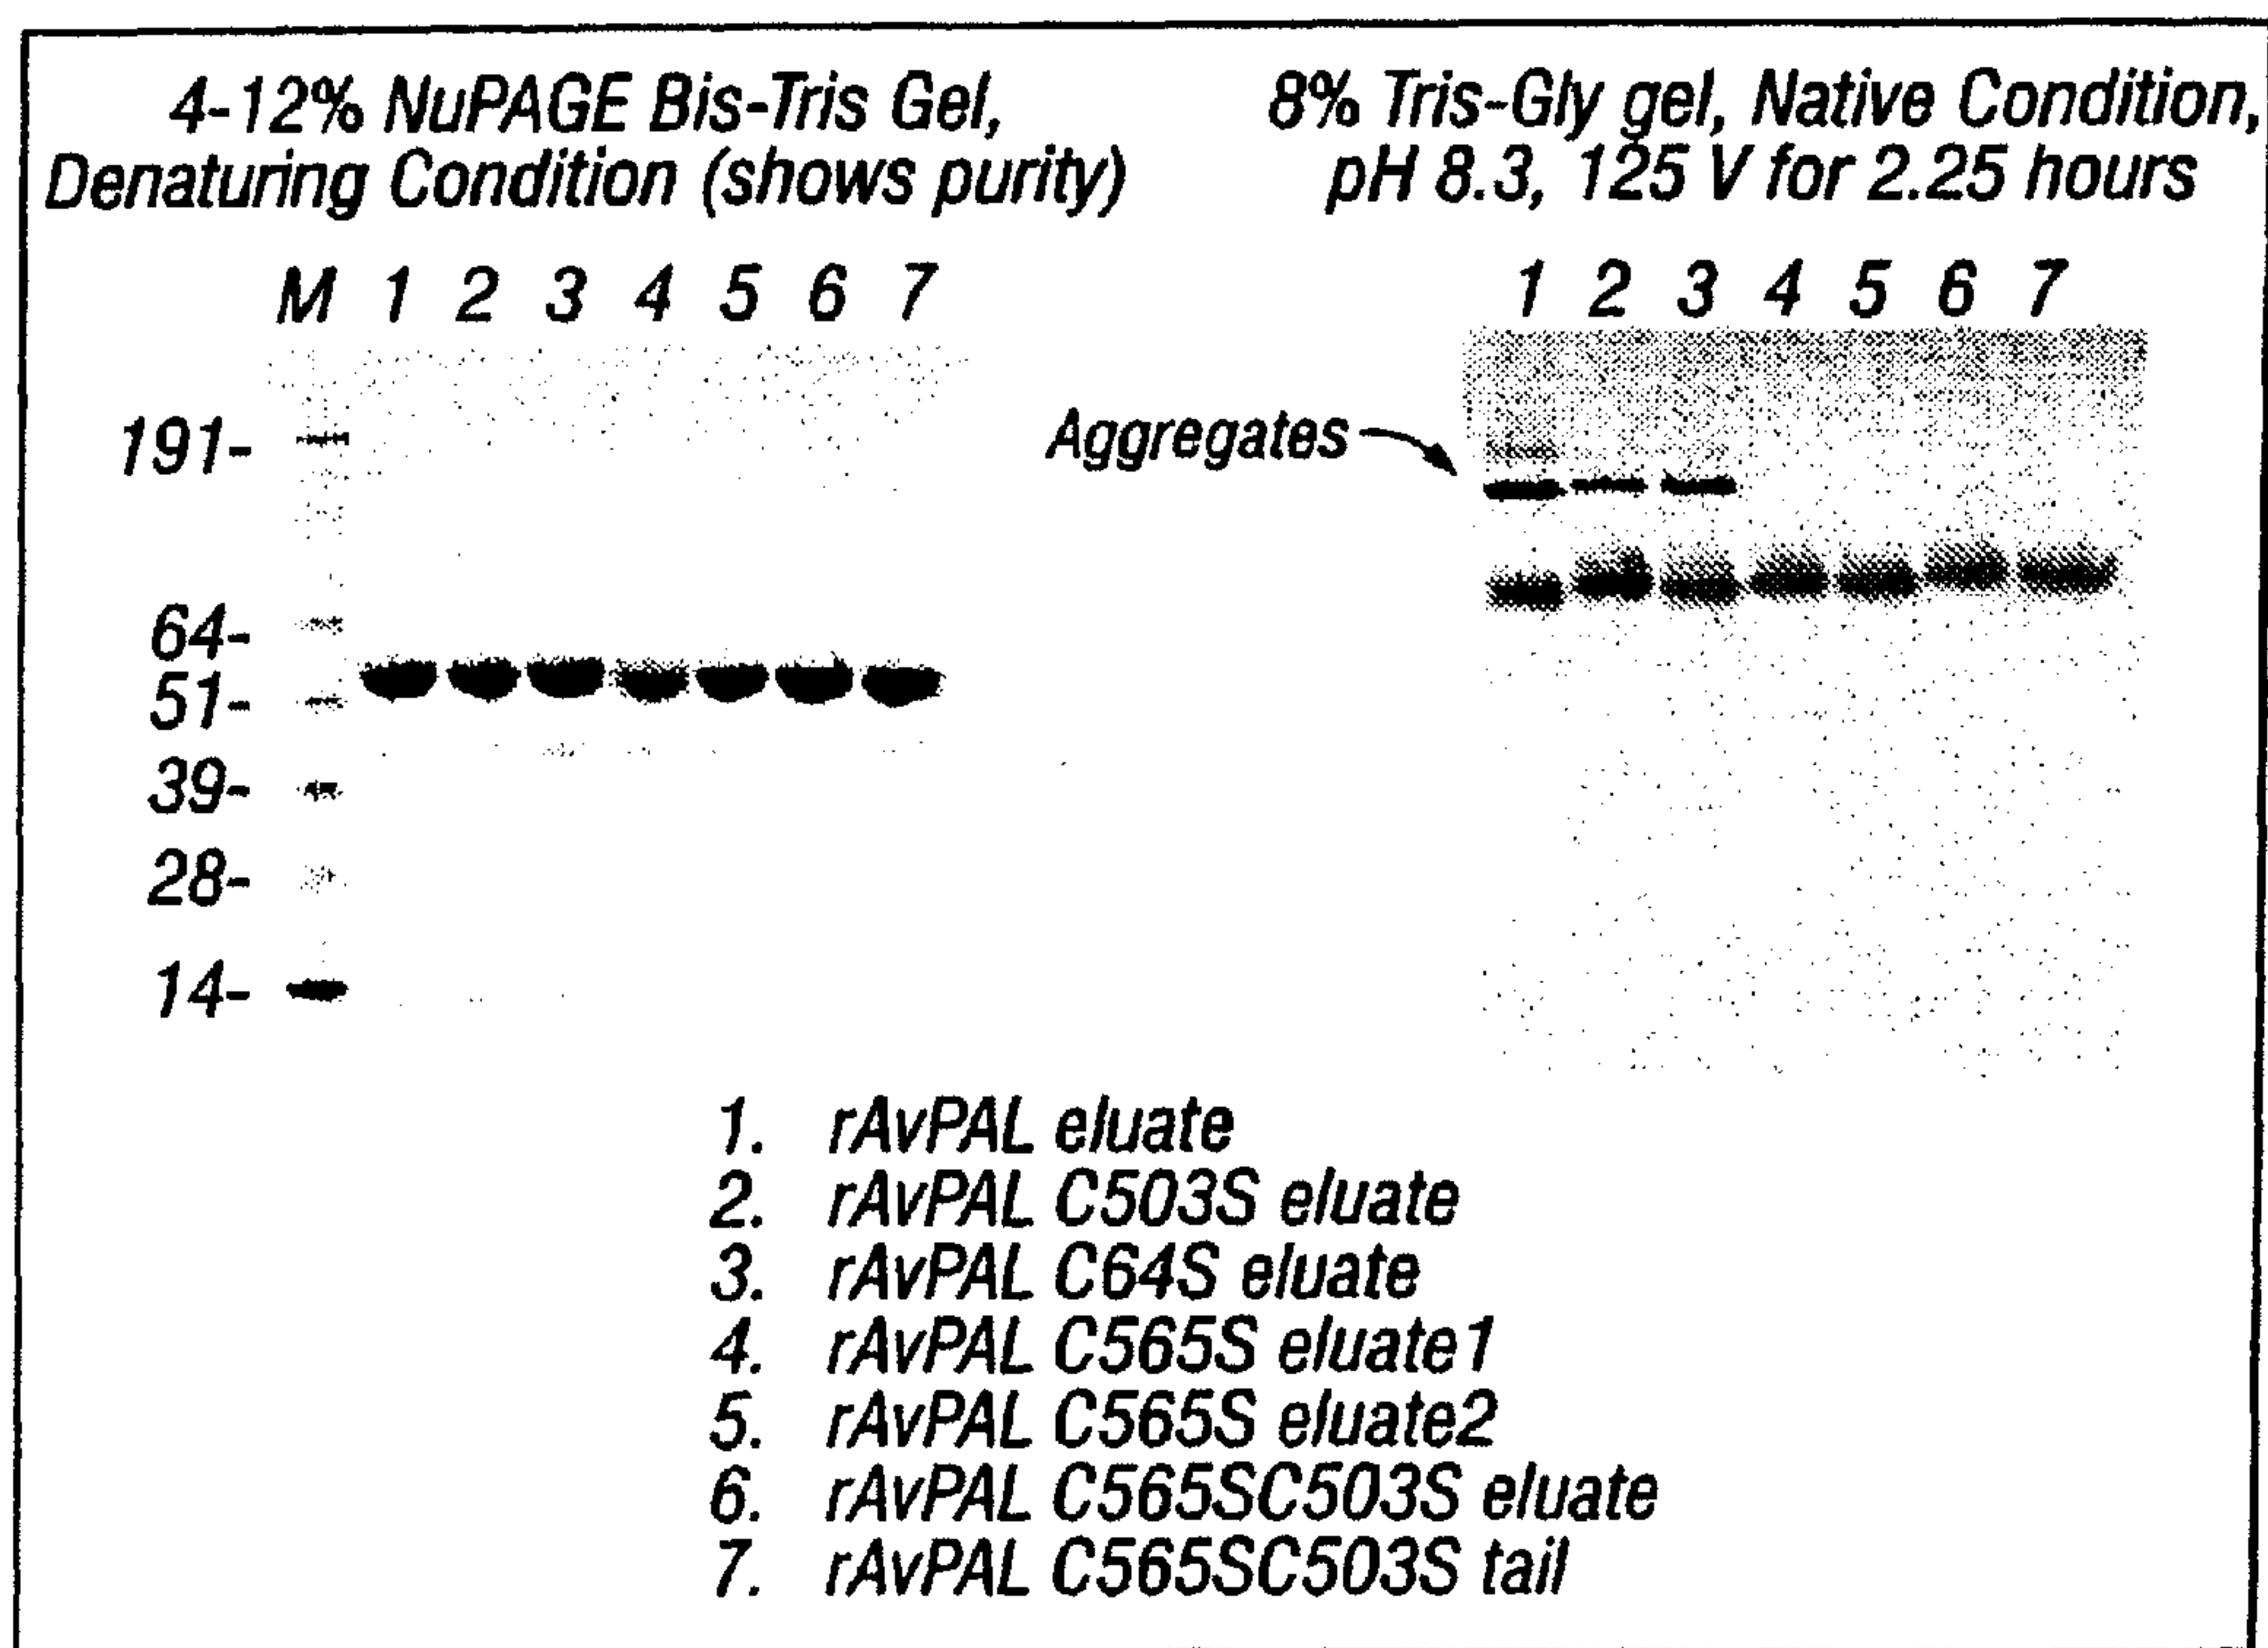 4-12% NuPAGE Bis-Tris Gel,
Denaturing Condition (shows purity)
8% Tris-Gly gel, Native Condition,
pH 8.3, 125 V for 2.25 hours
M 1 2 3 4 5 6 7
1 2 3 4 5 6 7
191-
64-
51-
39-
28-
14-
Aggregates
1. rAvPAL eluate
2. rAvPAL C503S eluate
3. rAvPAL C64S eluate
4. rAvPAL C565S eluate1
5. rAvPAL C565S eluate2
6. rAvPAL C565SC503S eluate
7. rAvPAL C565SC503S tail